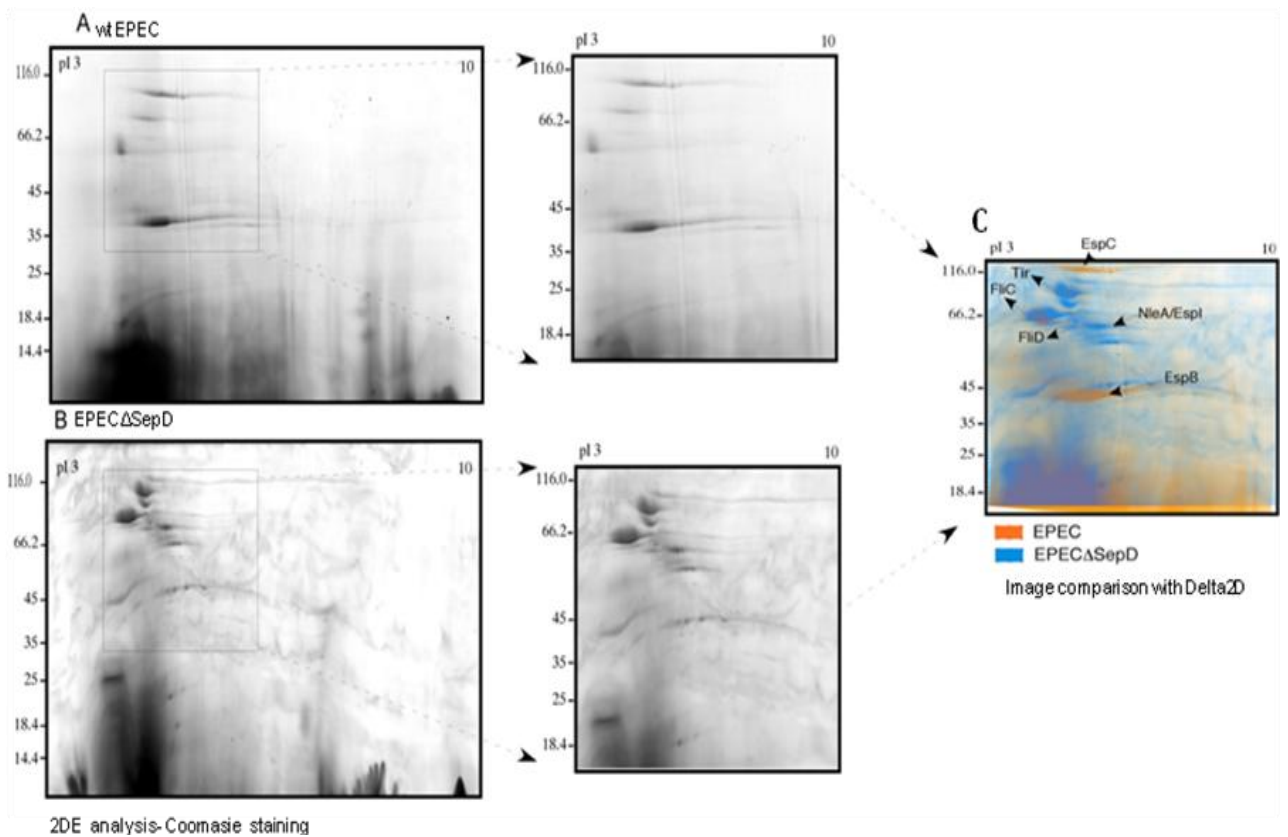 A wt EPEC
pI 3 10
116.0
66.2
45
35
25
18.4
14.4
pI 3 10
116.0
66.2
45
35
25
18.4
B EPEC∆SepD
pI 3 10
116.0
66.2
45
35
25
18.4
14.4
pI 3 10
116.0
66.2
45
35
25
18.4
2DE analysis- Coomasie staining
C
pI 3 10
EspC
116.0
Tir
FliC
66.2
NleA/EspI
FliD
EspB
45
35
25
18.4
EPEC
EPEC∆SepD
Image comparison with Delta2D